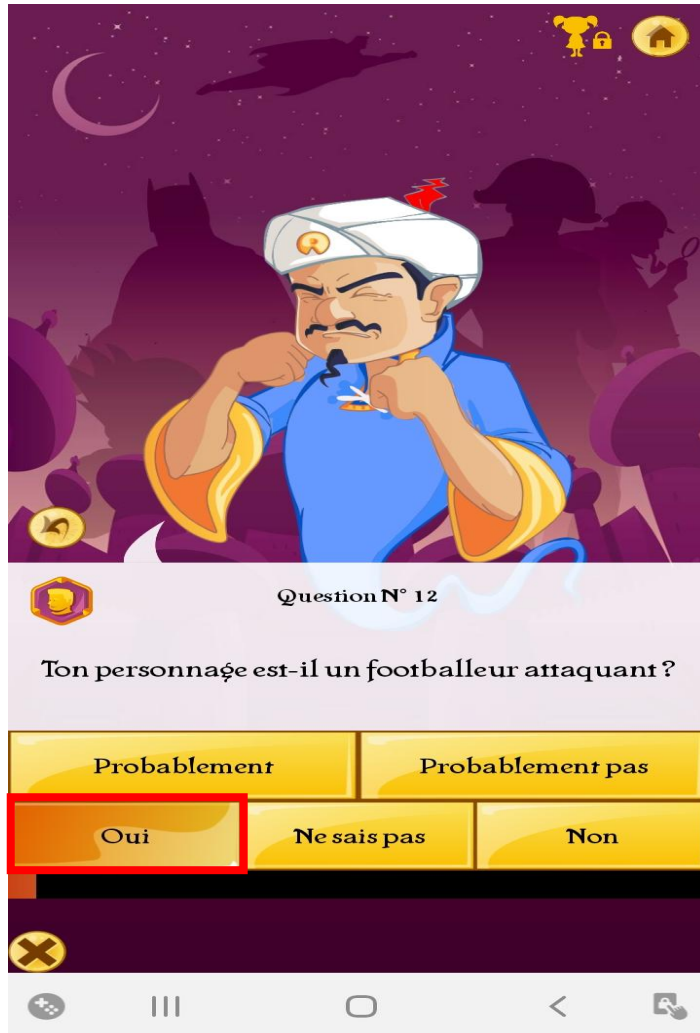 Question N° 12
Ton personnage est-il un footballeur attaquant ?
Probablement
Probablement pas
Oui
Ne sais pas
Non